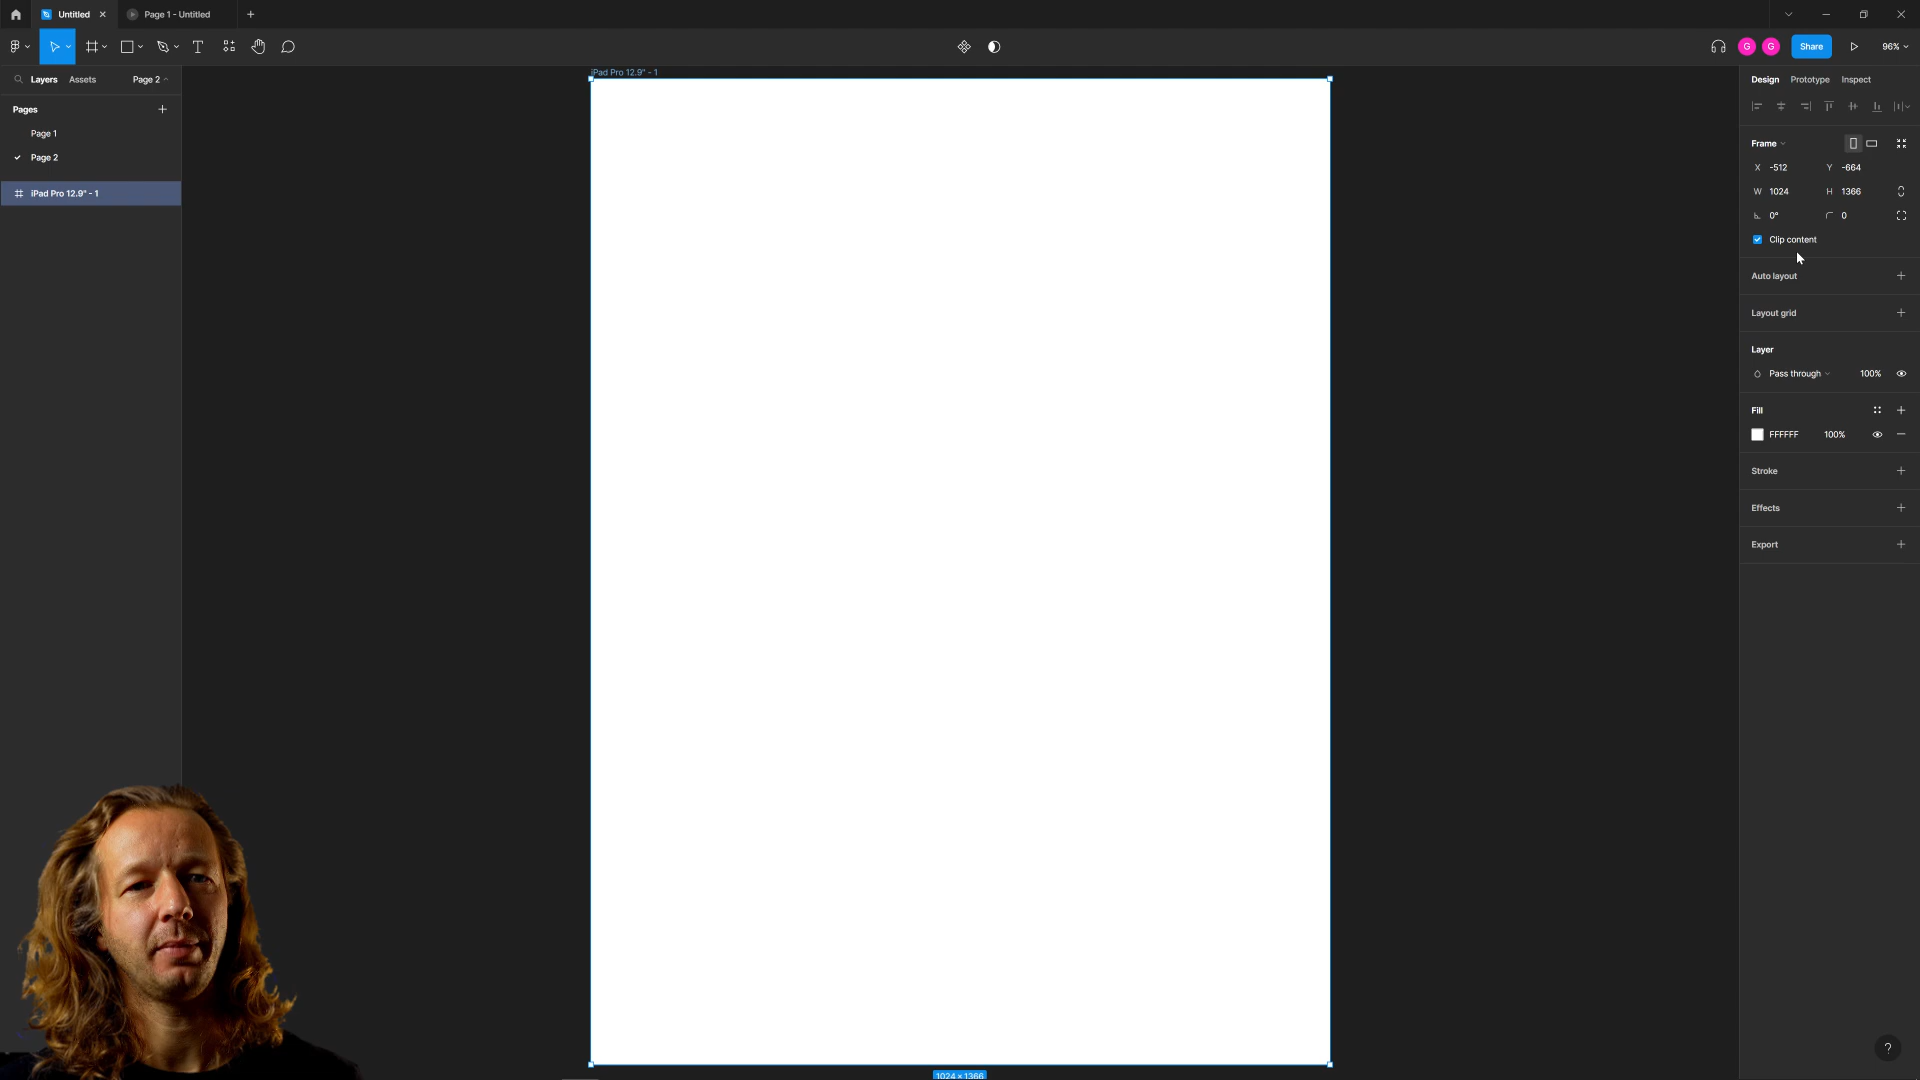 Untitled
Page 1 - Untitled
G
G
Share
96%
Layers
Assets
Page 2
Design
Prototype
Inspect
Pages
Page 1
Page 2
iPad Pro 12.9" - 1
iPad Pro 12.9" - 1
1024 × 1366
Frame
X -512 Y -664
W 1024 H 1366
0° 0
Clip content
Auto layout
Layout grid
Layer
Pass through 100%
Fill
FFFFFF 100%
Stroke
Effects
Export
?